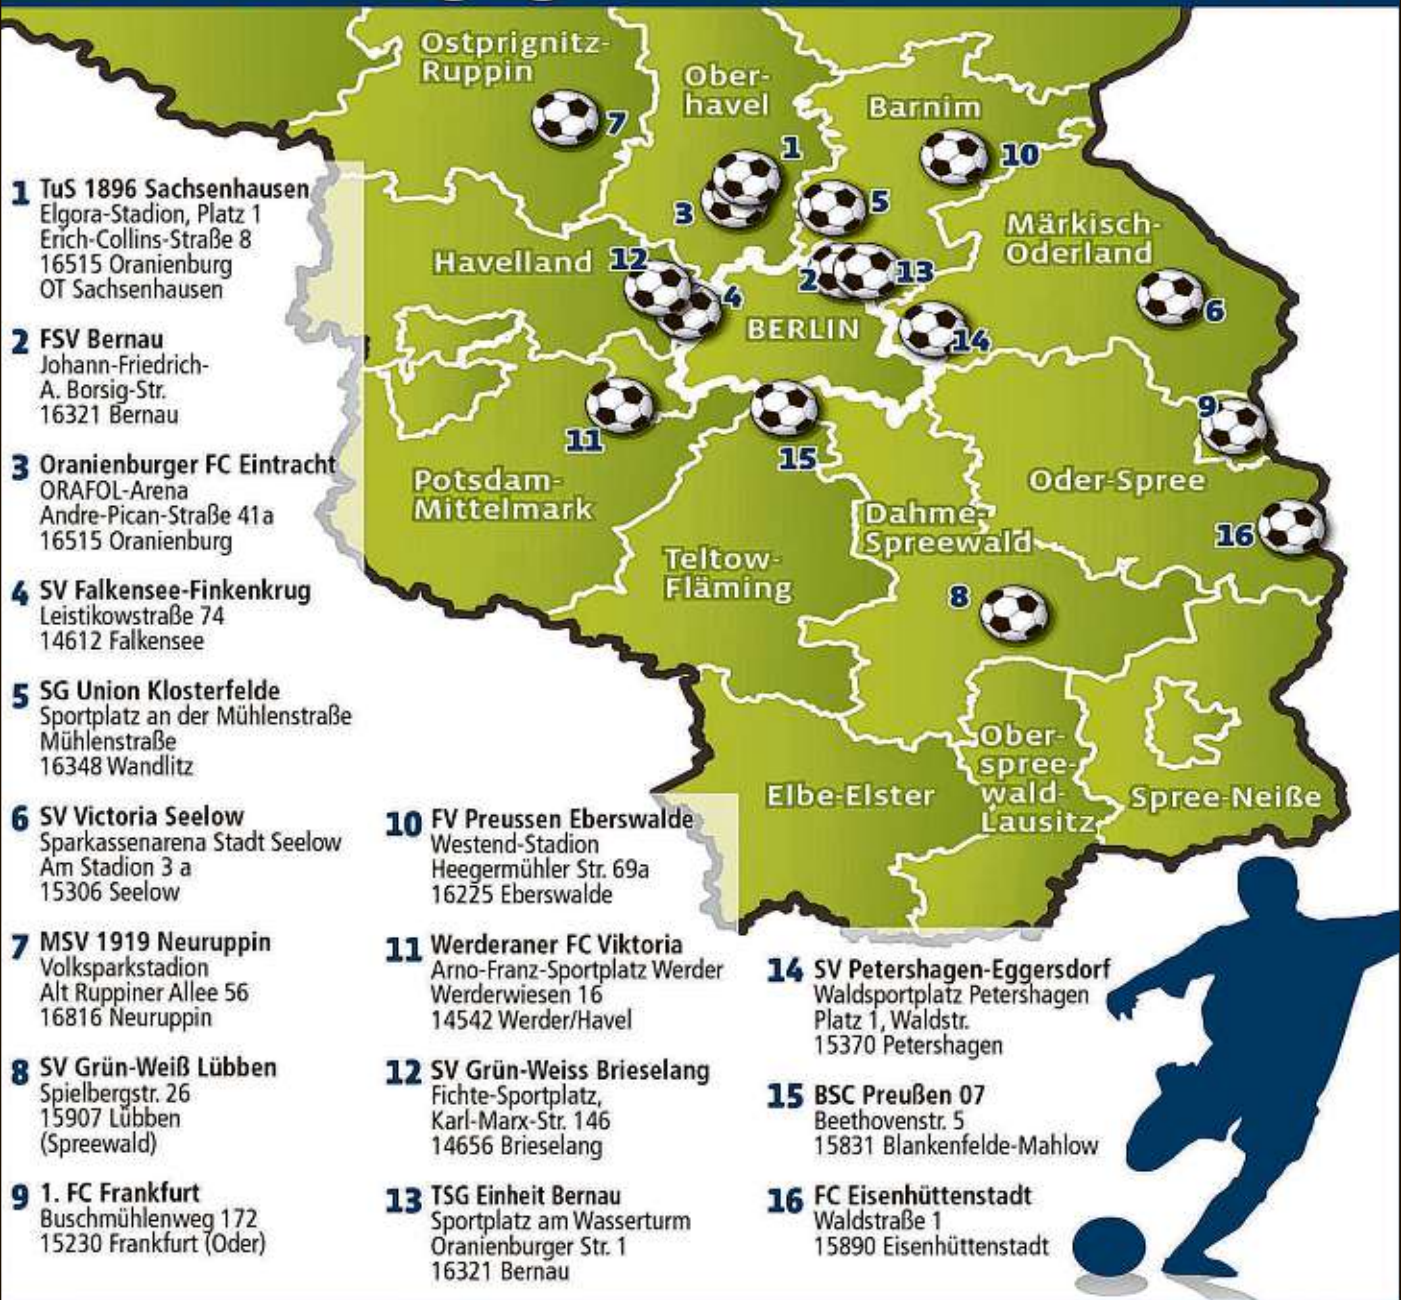 Ostprignitz-
Ruppin
Ober-
havel
Barnim
7
1
10
3
5
Märkisch-
Oderland
Havelland
12
2
13
4
6
BERLIN
14
9
11
15
Potsdam-
Mittelmark
Oder-Spree
Dahme-
Spreewald
16
Teltow-
Fläming
8
Ober-
spree-
wald-
Lausitz
Elbe-Elster
Spree-Neiße
1 TuS 1896 Sachsenhausen
Elgora-Stadion, Platz 1
Erich-Collins-Straße 8
16515 Oranienburg
OT Sachsenhausen
2 FSV Bernau
Johann-Friedrich-
A. Borsig-Str.
16321 Bernau
3 Oranienburger FC Eintracht
ORAFOL-Arena
Andre-Pican-Straße 41a
16515 Oranienburg
4 SV Falkensee-Finkenkrug
Leistikowstraße 74
14612 Falkensee
5 SG Union Klosterfelde
Sportplatz an der Mühlenstraße
Mühlenstraße
16348 Wandlitz
6 SV Victoria Seelow
Sparkassenarena Stadt Seelow
Am Stadion 3 a
15306 Seelow
7 MSV 1919 Neuruppin
Volksparkstadion
Alt Ruppiner Allee 56
16816 Neuruppin
8 SV Grün-Weiß Lübben
Spielbergstr. 26
15907 Lübben
(Spreewald)
9 1. FC Frankfurt
Buschmühlenweg 172
15230 Frankfurt (Oder)
10 FV Preussen Eberswalde
Westend-Stadion
Heegermühler Str. 69a
16225 Eberswalde
11 Werderaner FC Viktoria
Arno-Franz-Sportplatz Werder
Werderwiesen 16
14542 Werder/Havel
12 SV Grün-Weiss Brieselang
Fichte-Sportplatz,
Karl-Marx-Str. 146
14656 Brieselang
13 TSG Einheit Bernau
Sportplatz am Wasserturm
Oranienburger Str. 1
16321 Bernau
14 SV Petershagen-Eggersdorf
Waldsportplatz Petershagen
Platz 1, Waldstr.
15370 Petershagen
15 BSC Preußen 07
Beethovenstr. 5
15831 Blankenfelde-Mahlow
16 FC Eisenhüttenstadt
Waldstraße 1
15890 Eisenhüttenstadt